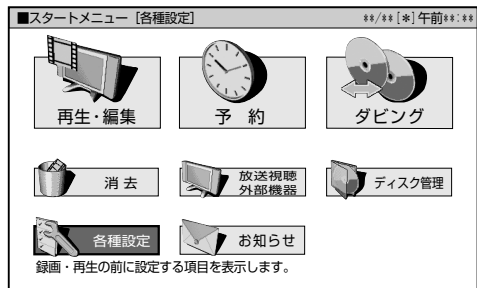 ■スタートメニュー [各種設定]
**/**[*]午前**:**
再生・編集
予 約
ダビング
消 去
放送視聴
外部機器
ディスク管理
各種設定
お知らせ
録画・再生の前に設定する項目を表示します。